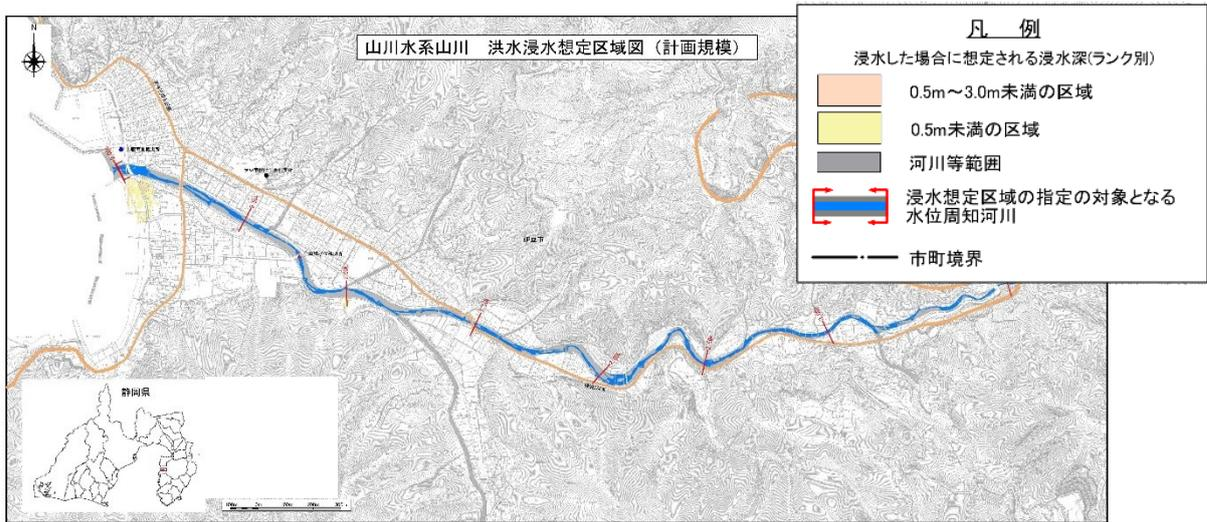 山川水系山川 洪水浸水想定区域図（計画規模）
凡 例
浸水した場合に想定される浸水深(ランク別)
0.5m～3.0m未満の区域
0.5m未満の区域
河川等範囲
浸水想定区域の指定の対象となる
水位周知河川
市町境界
N
伊豆市
静岡県